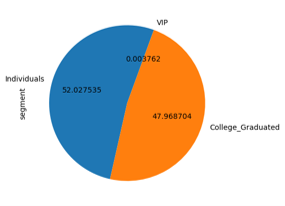 VIP
0.003762
Individuals
52.027535
segment
47.968704
College_Graduated